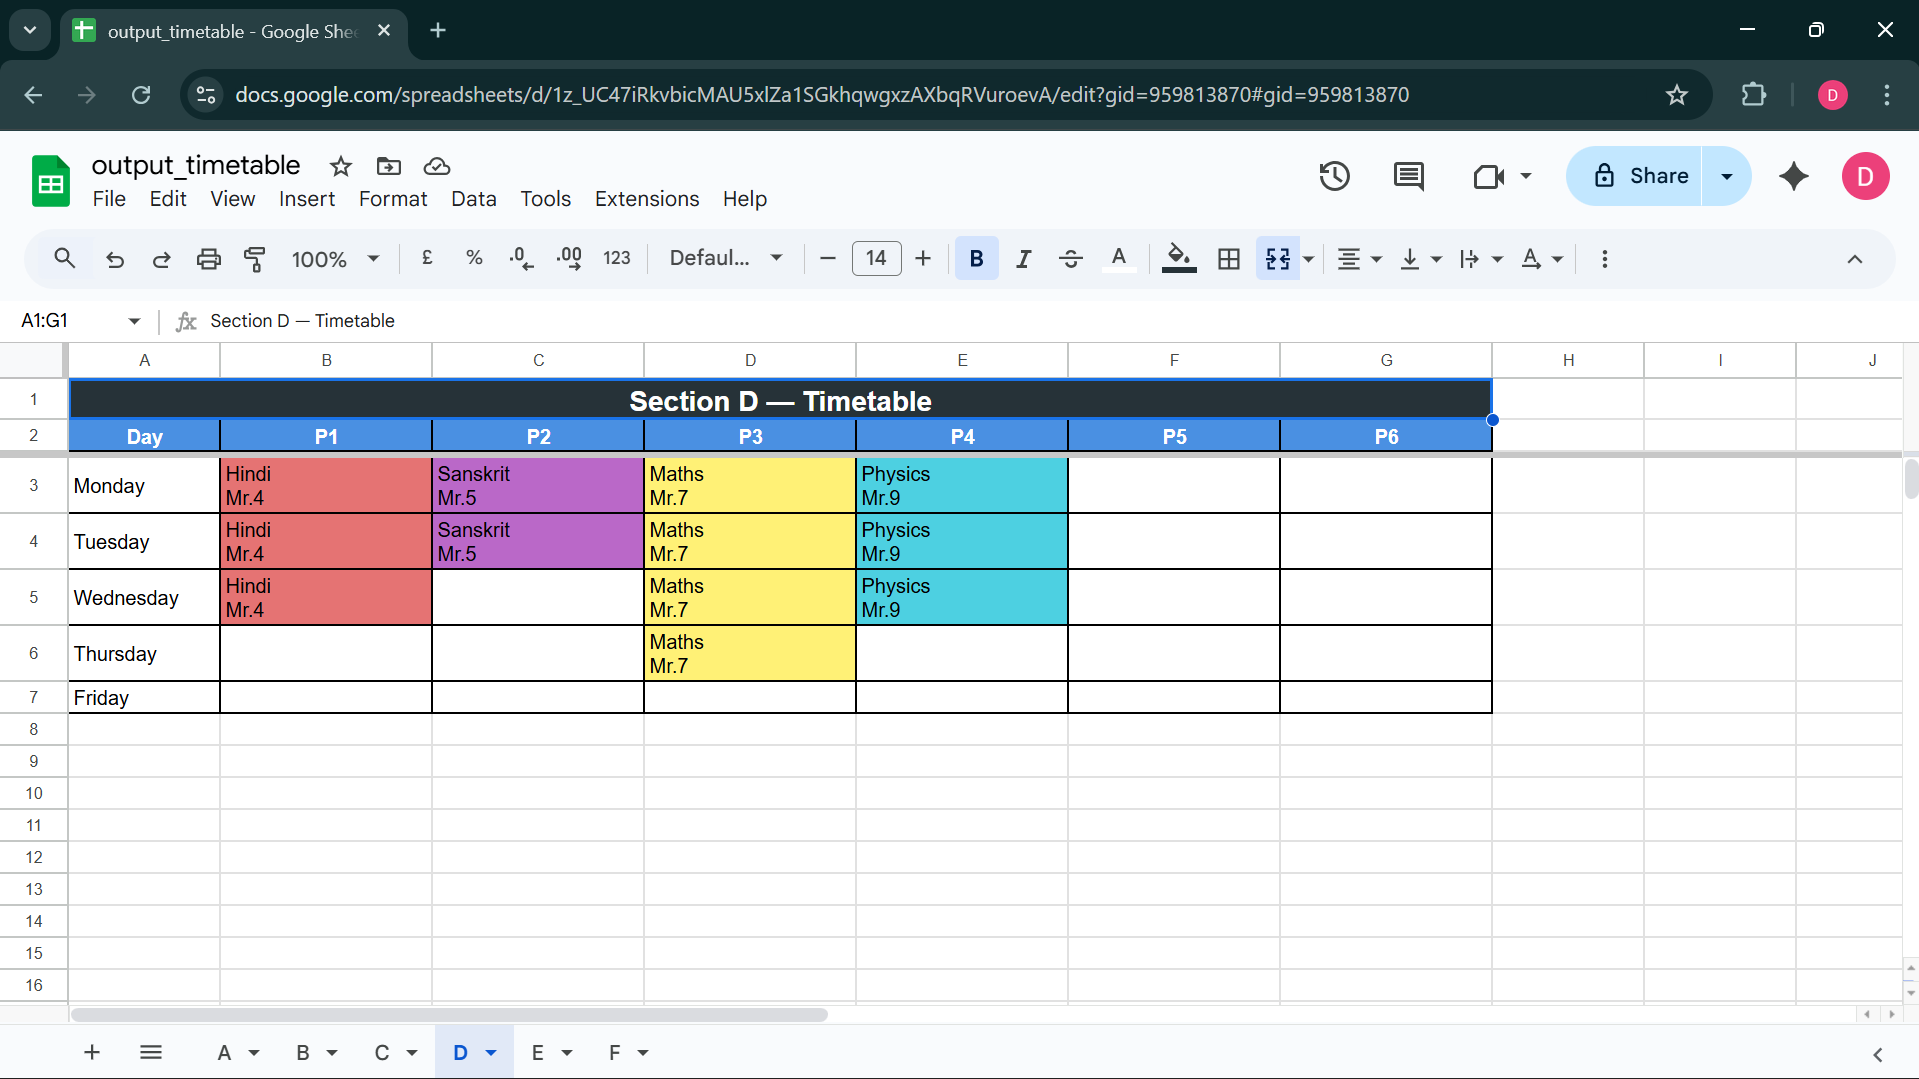 output_timetable - Google She
docs.google.com/spreadsheets/d/1z_UC47iRkvbicMAU5xlZa1SGkhqwgxzAXbqRVuroevA/edit?gid=959813870#gid=959813870
D
output_timetable
File Edit View Insert Format Data Tools Extensions Help
Share
D
100% £ % .0 .00 123 Defaul... 14 B I A A
A1:G1 fx Section D — Timetable
A B C D E F G H I J
1 Section D — Timetable
2 Day P1 P2 P3 P4 P5 P6
3 Monday Hindi Sanskrit Maths Physics
Mr.4 Mr.5 Mr.7 Mr.9
4 Tuesday Hindi Sanskrit Maths Physics
Mr.4 Mr.5 Mr.7 Mr.9
5 Wednesday Hindi Maths Physics
Mr.4 Mr.7 Mr.9
6 Thursday Maths
Mr.7
7 Friday
8
9
10
11
12
13
14
15
16
A B C D E F